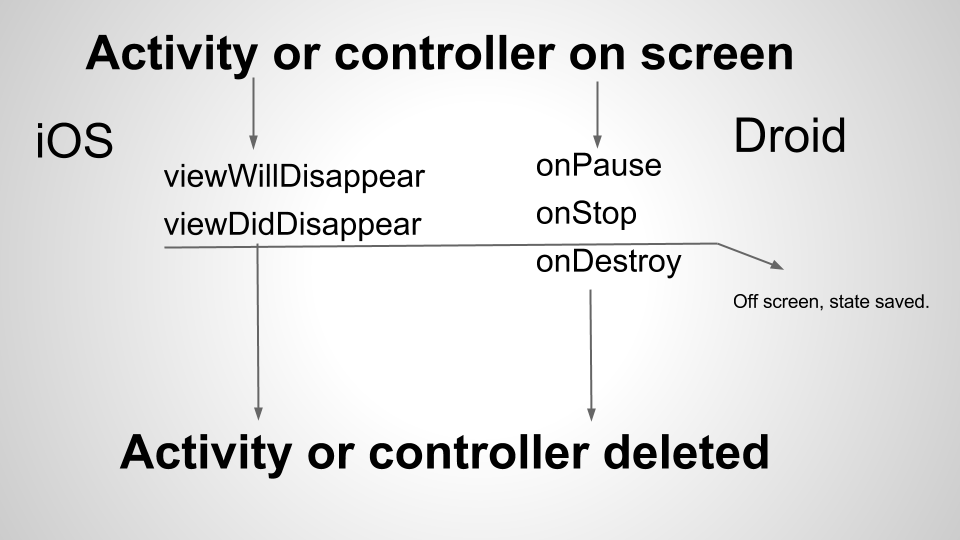 Activity or controller on screen
iOS
Droid
viewWillDisappear
viewDidDisappear
onPause
onStop
onDestroy
Off screen, state saved.
Activity or controller deleted